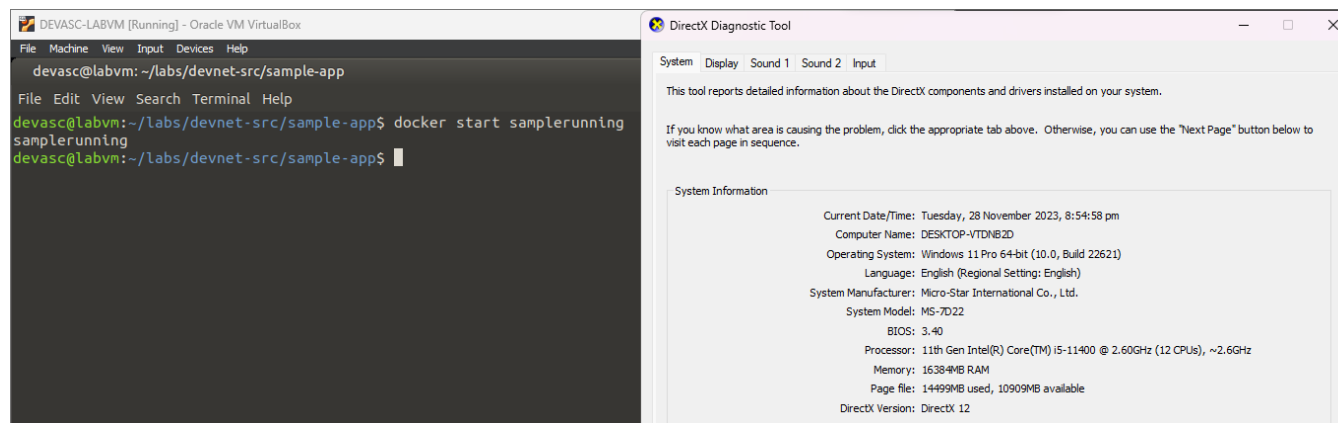 DEVASC-LABVM [Running] - Oracle VM VirtualBox
File Machine View Input Devices Help
devasc@labvm: ~/labs/devnet-src/sample-app
File Edit View Search Terminal Help
devasc@labvm:~/labs/devnet-src/sample-app$ docker start samplerunning
samplerunning
devasc@labvm:~/labs/devnet-src/sample-app$
DirectX Diagnostic Tool
System Display Sound 1 Sound 2 Input
This tool reports detailed information about the DirectX components and drivers installed on your system.
If you know what area is causing the problem, click the appropriate tab above. Otherwise, you can use the "Next Page" button below to
visit each page in sequence.
System Information
Current Date/Time: Tuesday, 28 November 2023, 8:54:58 pm
Computer Name: DESKTOP-VTDNB2D
Operating System: Windows 11 Pro 64-bit (10.0, Build 22621)
Language: English (Regional Setting: English)
System Manufacturer: Micro-Star International Co., Ltd.
System Model: MS-7D22
BIOS: 3.40
Processor: 11th Gen Intel(R) Core(TM) i5-11400 @ 2.60GHz (12 CPUs), ~2.6GHz
Memory: 16384MB RAM
Page file: 14499MB used, 10909MB available
DirectX Version: DirectX 12